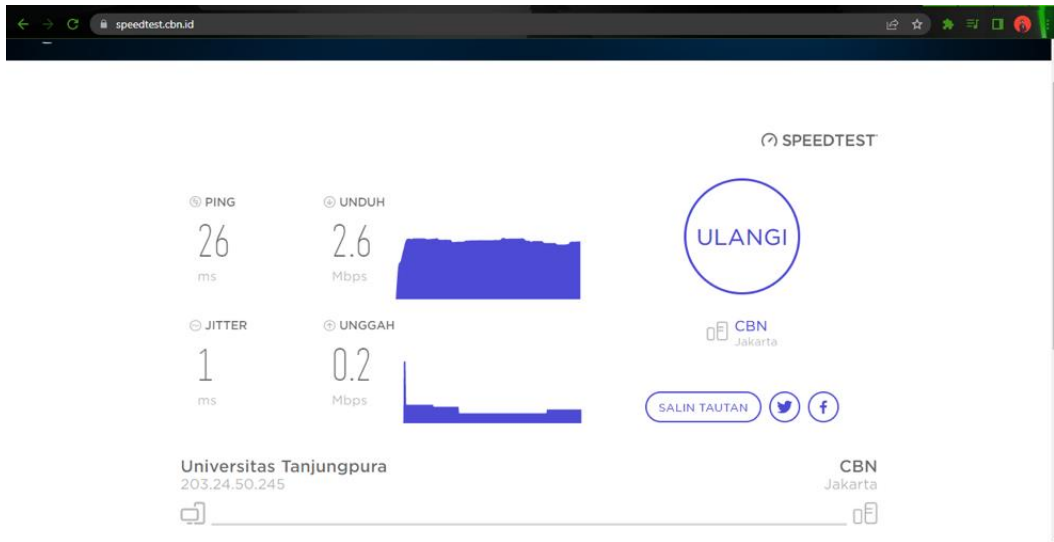 speedtest.cbn.id
SPEEDTEST
PING
26
ms
UNDUH
2.6
Mbps
ULANGI
JITTER
1
ms
UNGGAH
0.2
Mbps
CBN
Jakarta
SALIN TAUTAN
Universitas Tanjungpura
203.24.50.245
CBN
Jakarta